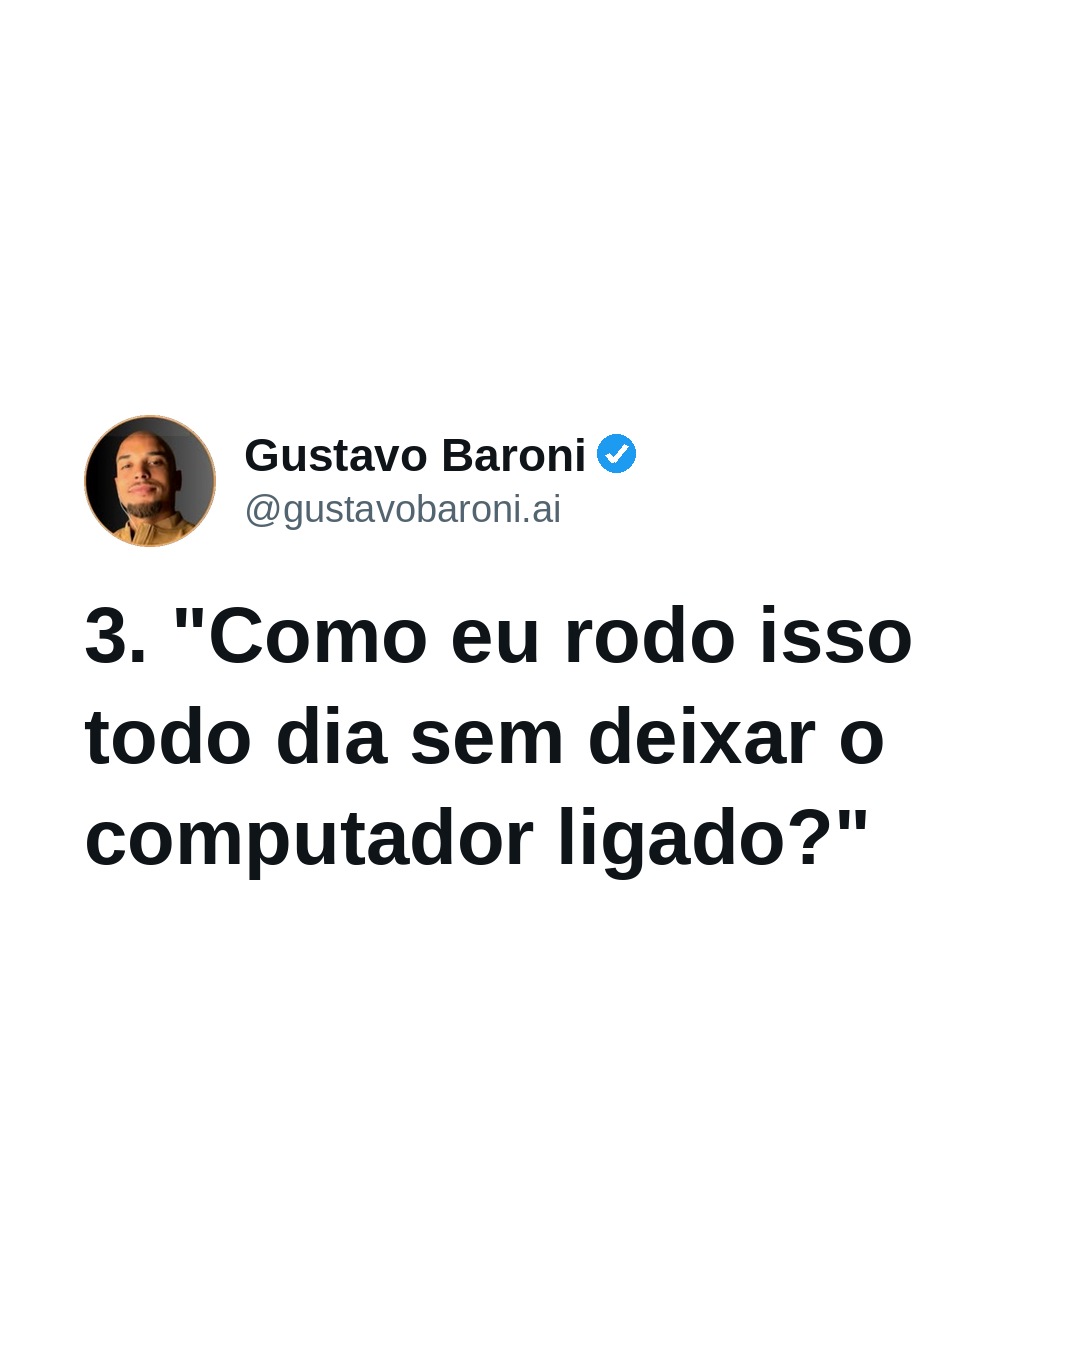 Gustavo Baroni
@gustavobaroni.ai
3. "Como eu rodo isso
todo dia sem deixar o
computador ligado?"